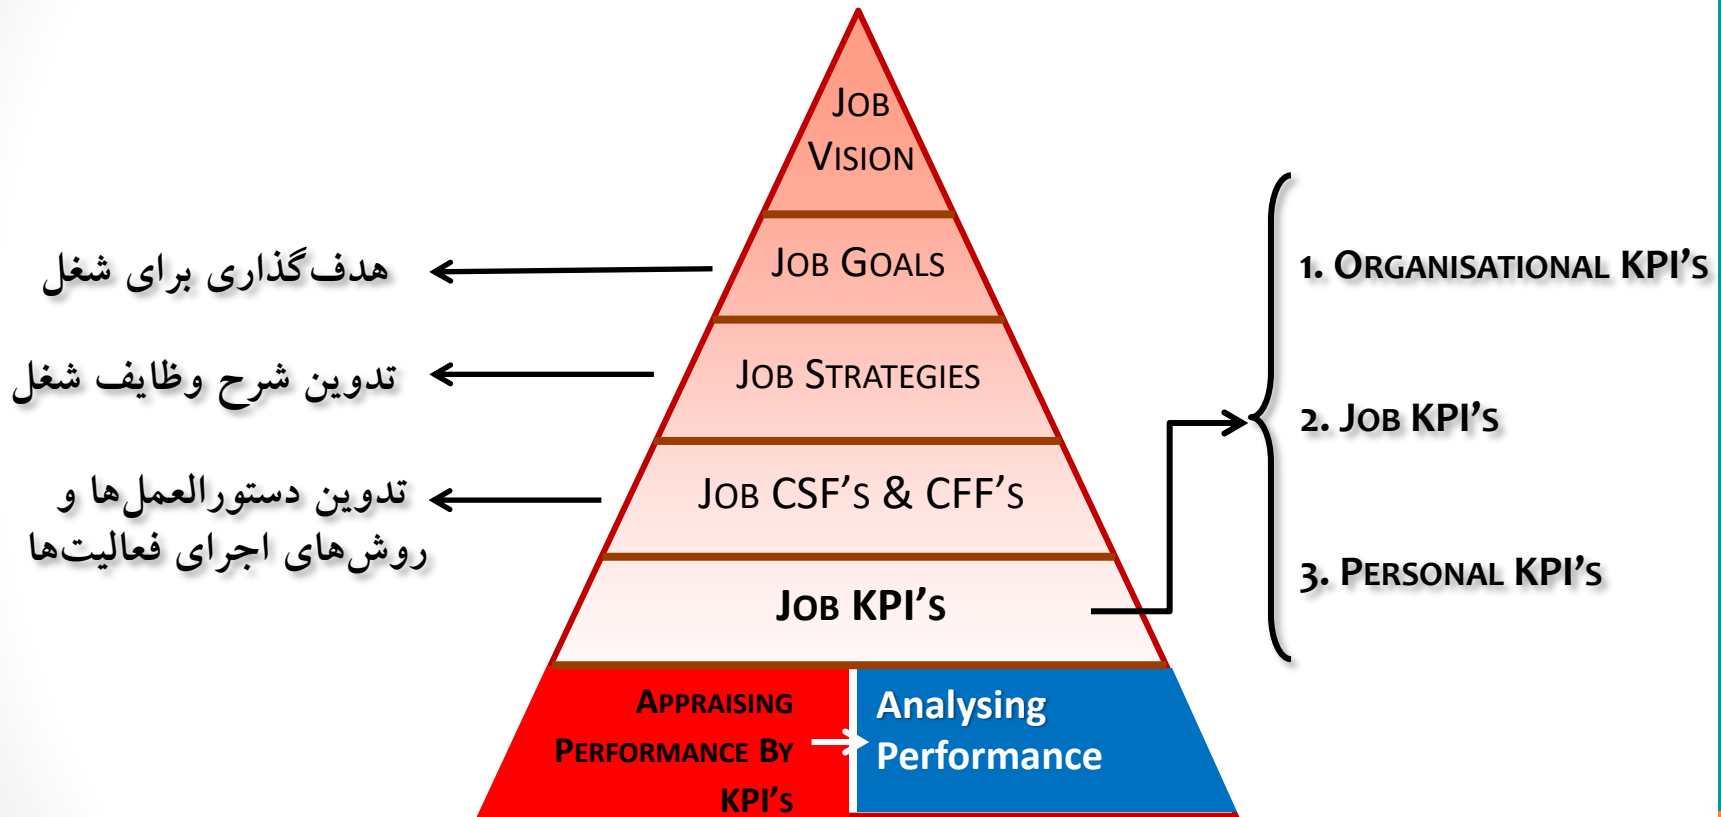 JOB
VISION
JOB GOALS
JOB STRATEGIES
JOB CSF'S & CFF'S
JOB KPI'S
APPRAISING
PERFORMANCE BY
KPI'S
Analysing
Performance
هدف‌گذاری برای شغل
تدوین شرح وظایف شغل
تدوین دستورالعمل‌ها و
روش‌های اجرای فعالیت‌ها
1. ORGANISATIONAL KPI'S
2. JOB KPI'S
3. PERSONAL KPI'S